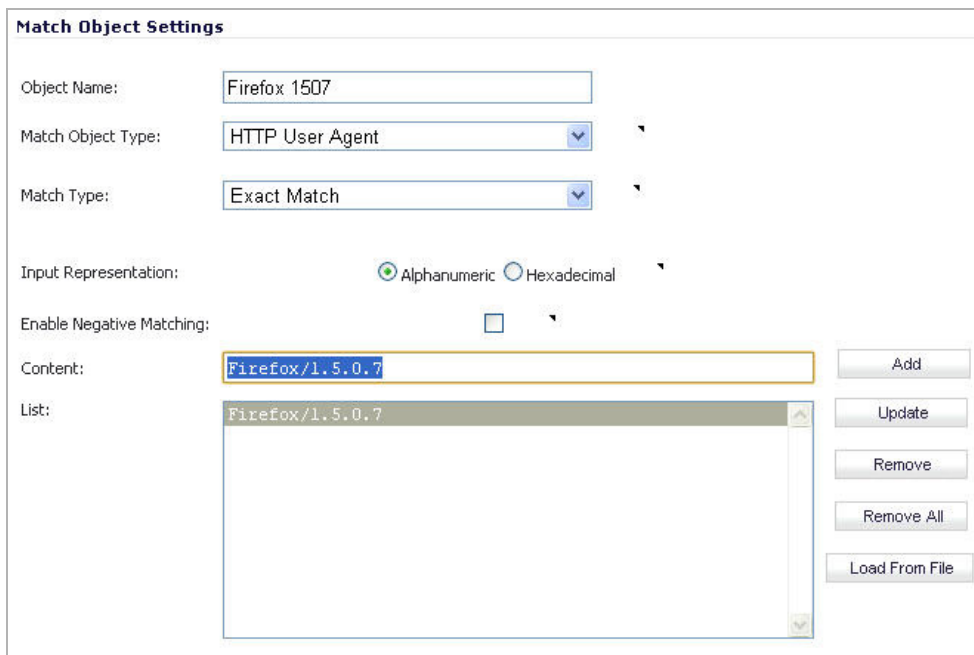 Match Object Settings
Object Name: Firefox 1507
Match Object Type: HTTP User Agent
Match Type: Exact Match
Input Representation: Alphanumeric Hexadecimal
Enable Negative Matching:
Content: Firefox/1.5.0.7 Add
List: Firefox/1.5.0.7 Update
Remove
Remove All
Load From File